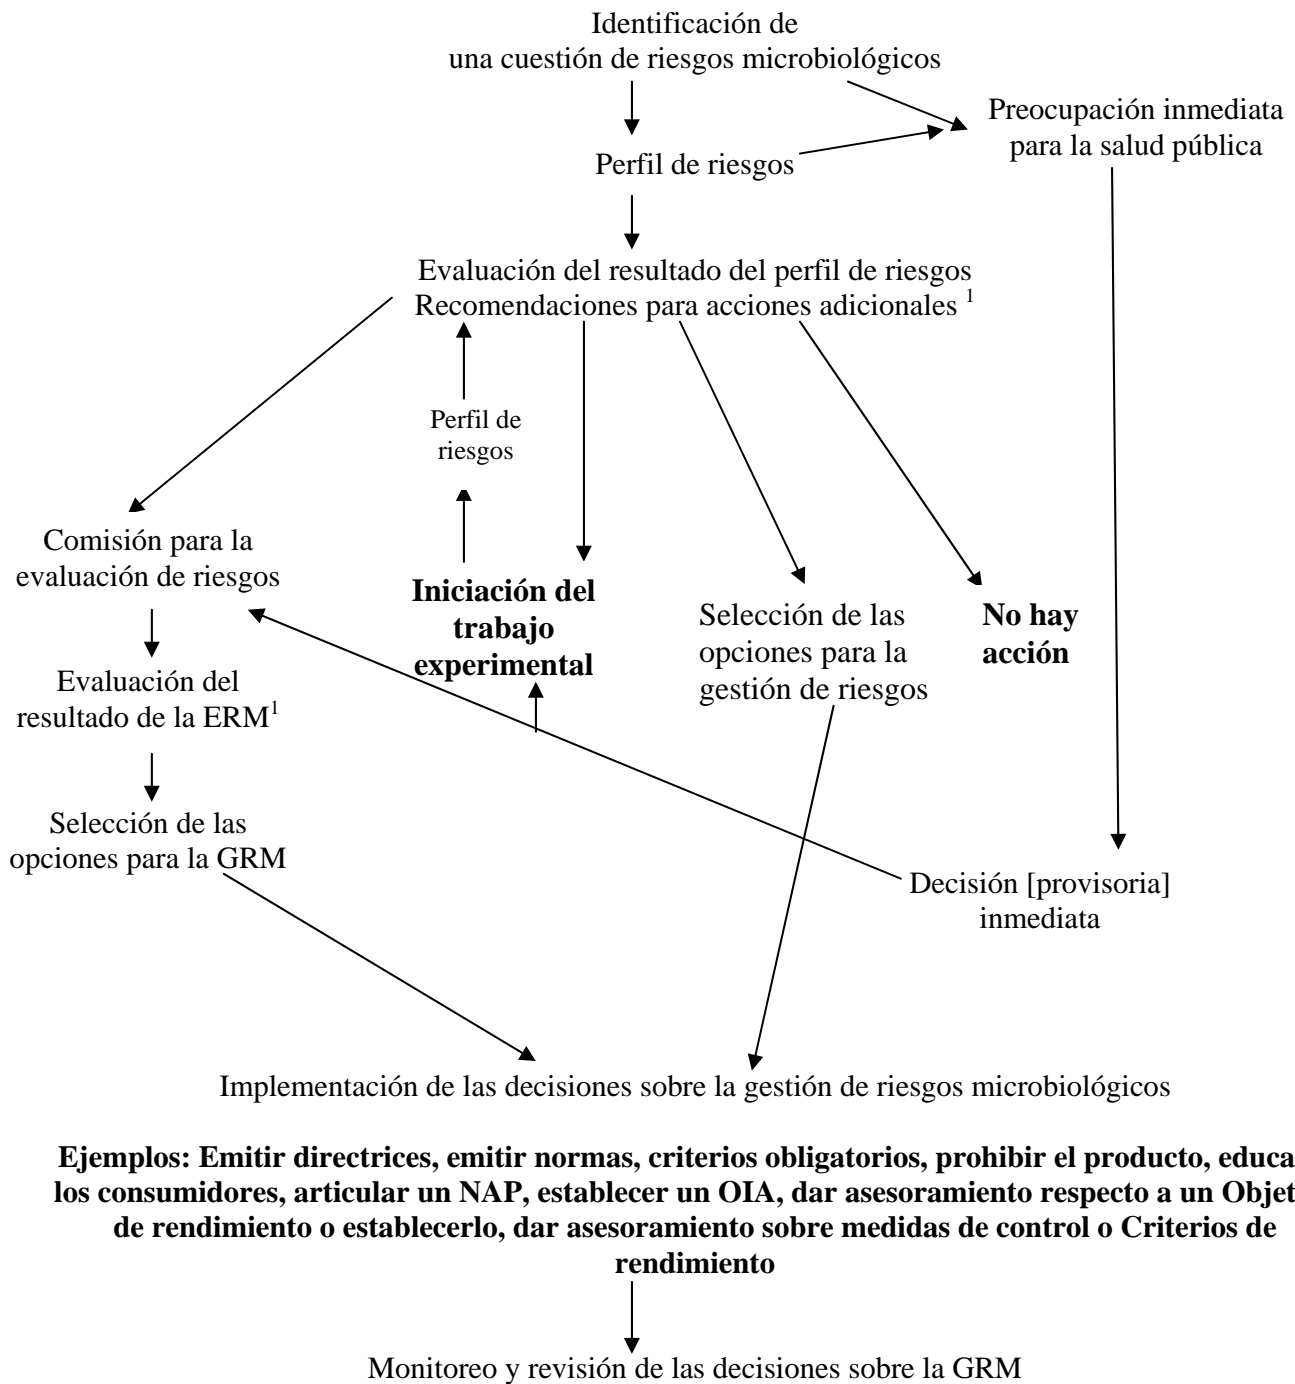 Identificación de
una cuestión de riesgos microbiológicos
Preocupación inmediata
para la salud pública
Perfil de riesgos
Evaluación del resultado del perfil de riesgos
Recomendaciones para acciones adicionales 1
Perfil de
riesgos
Comisión para la
evaluación de riesgos
Iniciación del
trabajo
experimental
Selección de las
opciones para la
gestión de riesgos
No hay
acción
Evaluación del
resultado de la ERM1
Selección de las
opciones para la GRM
Decisión [provisoria]
inmediata
Implementación de las decisiones sobre la gestión de riesgos microbiológicos
Ejemplos: Emitir directrices, emitir normas, criterios obligatorios, prohibir el producto, educa
los consumidores, articular un NAP, establecer un OIA, dar asesoramiento respecto a un Objet
de rendimiento o establecerlo, dar asesoramiento sobre medidas de control o Criterios de
rendimiento
Monitoreo y revisión de las decisiones sobre la GRM